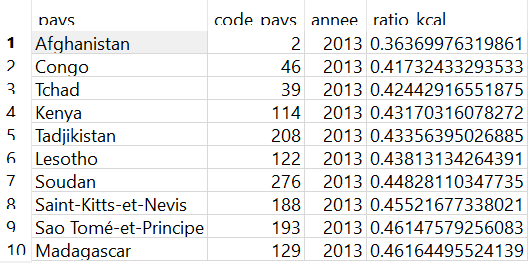 pays code_pays annee ratio_kcal
1 Afghanistan 2 2013 0.36369976319861
2 Congo 46 2013 0.41732433293533
3 Tchad 39 2013 0.42442916551875
4 Kenya 114 2013 0.43170316078272
5 Tadjikistan 208 2013 0.43356395026885
6 Lesotho 122 2013 0.43813134264391
7 Soudan 276 2013 0.44828110347735
8 Saint-Kitts-et-Nevis 188 2013 0.45521677338021
9 Sao Tomé-et-Principe 193 2013 0.46147579256083
10 Madagascar 129 2013 0.46164495524139